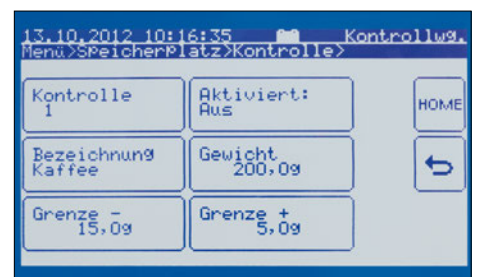 13.10.2012 10:16:35 Kontrollwg.
Menü>Speicherplatz>Kontrolle>
Kontrolle
1
Aktiviert:
Aus
HOME
Bezeichnung
Kaffee
Gewicht
200,0g
Grenze -
15,0g
Grenze +
5,0g